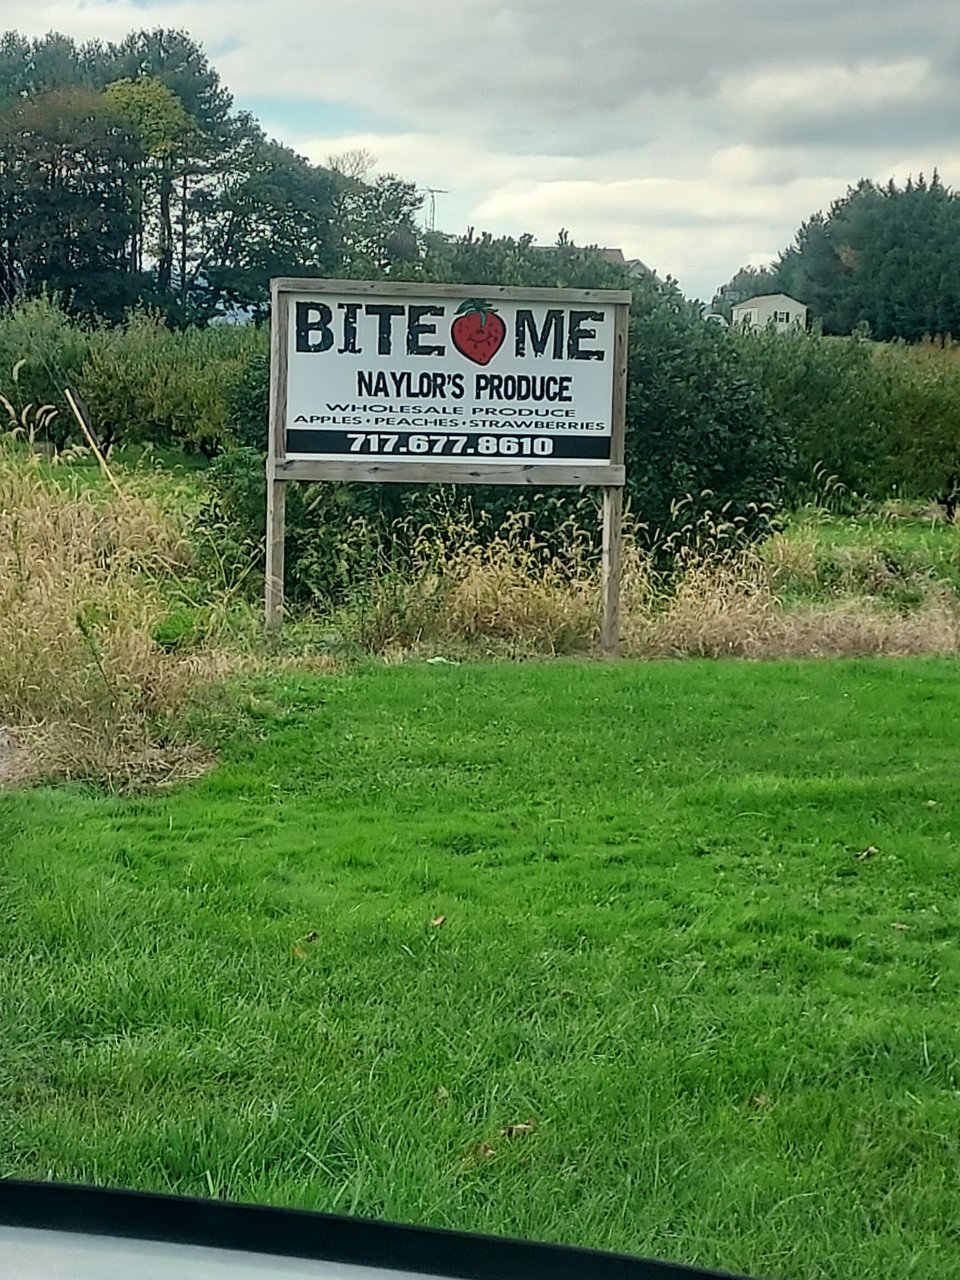 BITE ME
NAYLOR'S PRODUCE
WHOLESALE PRODUCE
APPLES • PEACHES • STRAWBERRIES
717.677.8610